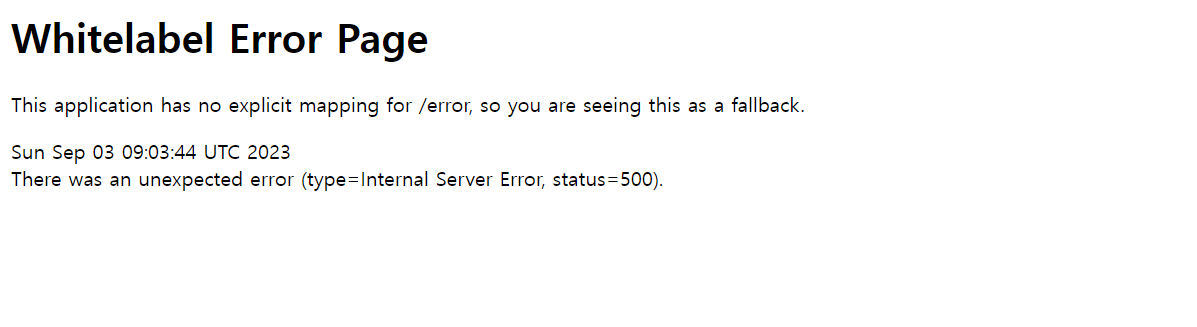 Whitelabel Error Page
This application has no explicit mapping for /error, so you are seeing this as a fallback.
Sun Sep 03 09:03:44 UTC 2023
There was an unexpected error (type=Internal Server Error, status=500).